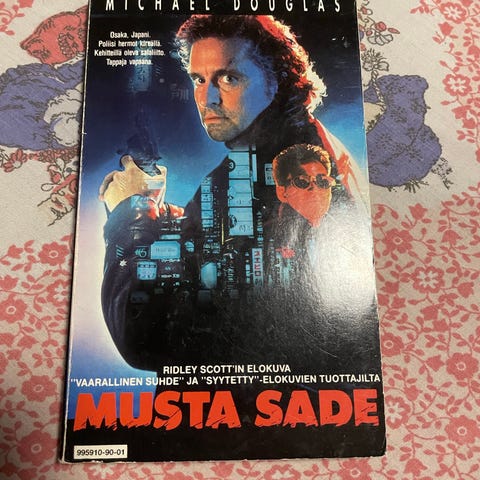 MICHAEL DOUGLAS
Osaka, Japani.
Poliisi hermot kireällä.
Kehitteillä oleva salaliitto.
Tappaja vapaana.
RIDLEY SCOTT'IN ELOKUVA
"VAARALLINEN SUHDE" JA "SYYTETTY"-ELOKUVIEN TUOTTAJILTA
MUSTA SADE
995910-90-01